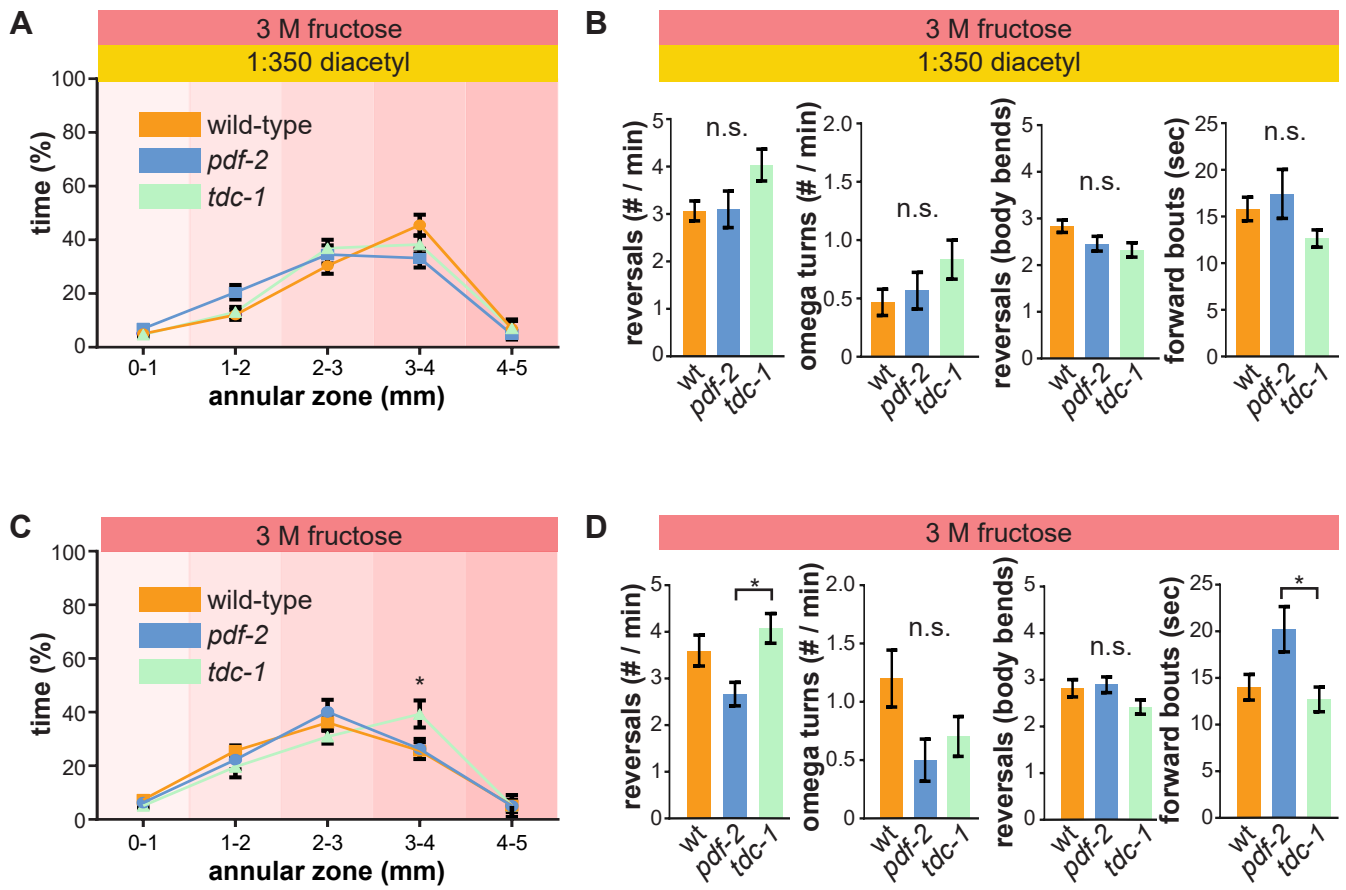 A
3 M fructose
1:350 diacetyl
100
80
60
40
20
0
time (%)
wild-type
pdf-2
tdc-1
0-1
1-2
2-3
3-4
4-5
annular zone (mm)
B
3 M fructose
1:350 diacetyl
reversals (# / min)
5
4
3
2
1
0
n.s.
wt
pdf-2
tdc-1
omega turns (# / min)
2.0
1.5
1.0
0.5
0
n.s.
wt
pdf-2
tdc-1
reversals (body bends)
5
4
3
2
1
0
n.s.
wt
pdf-2
tdc-1
forward bouts (sec)
25
20
15
10
5
0
n.s.
wt
pdf-2
tdc-1
C
3 M fructose
100
80
60
40
20
0
time (%)
wild-type
pdf-2
tdc-1
*
0-1
1-2
2-3
3-4
4-5
annular zone (mm)
D
3 M fructose
reversals (# / min)
5
4
3
2
1
0
*
wt
pdf-2
tdc-1
omega turns (# / min)
2.0
1.5
1.0
0.5
0
n.s.
wt
pdf-2
tdc-1
reversals (body bends)
5
4
3
2
1
0
n.s.
wt
pdf-2
tdc-1
forward bouts (sec)
25
20
15
10
5
0
*
wt
pdf-2
tdc-1